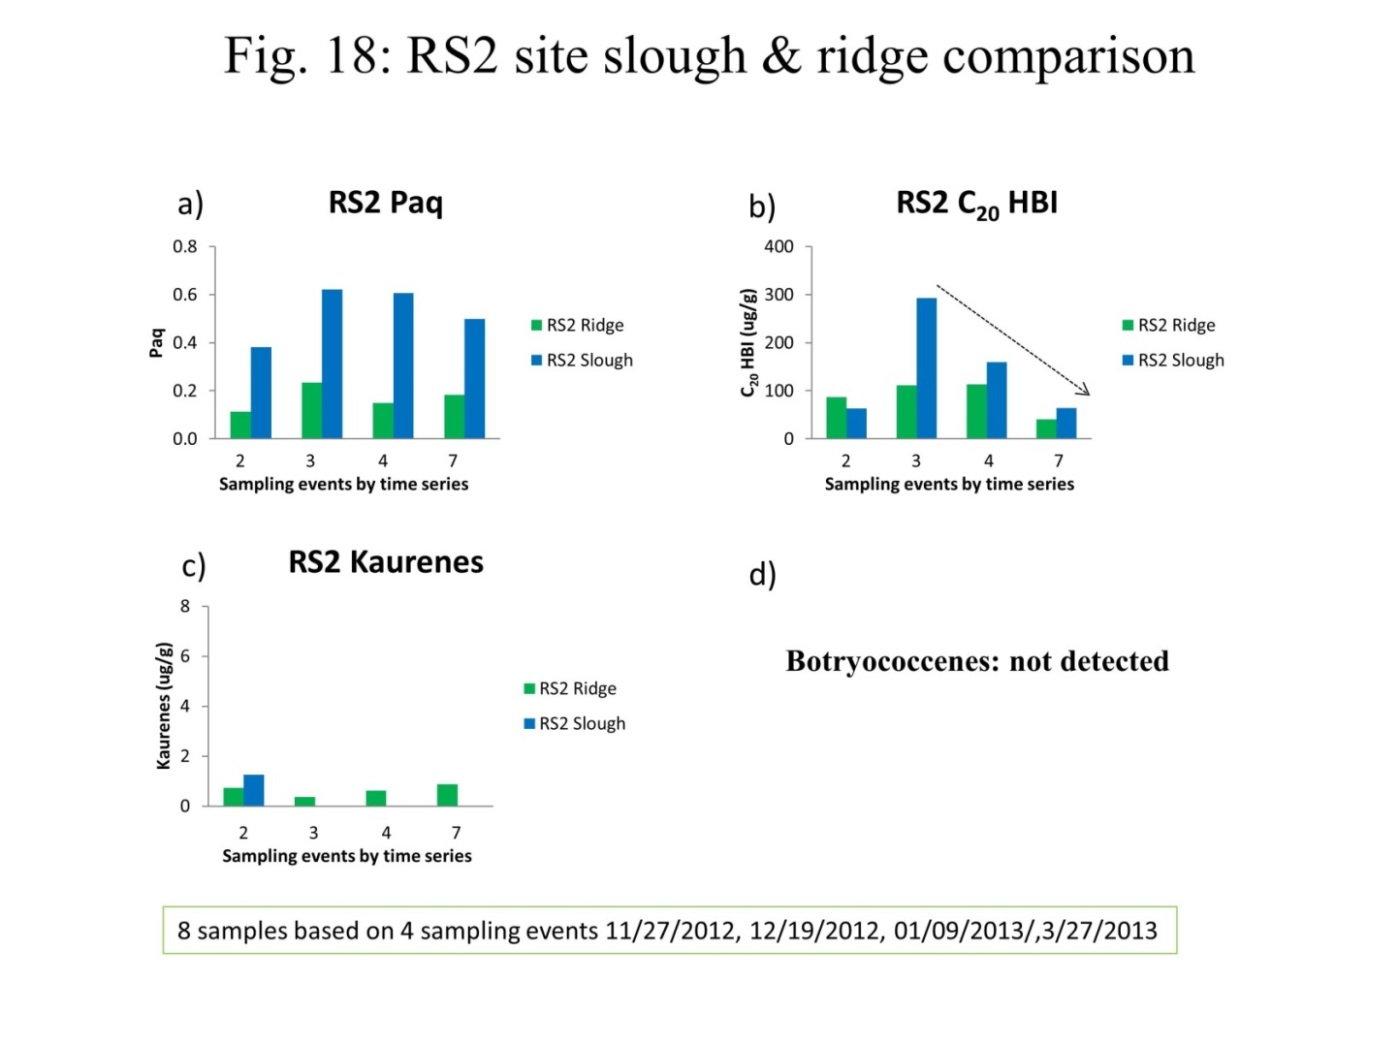 Fig. 18: RS2 site slough & ridge comparison
a)
RS2 Paq
0.8
0.6
0.4
0.2
0.0
Paq
2 3 4 7
Sampling events by time series
RS2 Ridge
RS2 Slough
b)
RS2 C20 HBI
400
300
200
100
0
C20 HBI (ug/g)
2 3 4 7
Sampling events by time series
RS2 Ridge
RS2 Slough
c)
RS2 Kaurenes
8
6
4
2
0
Kaurenes (ug/g)
2 3 4 7
Sampling events by time series
RS2 Ridge
RS2 Slough
d)
Botryococcenes: not detected
8 samples based on 4 sampling events 11/27/2012, 12/19/2012, 01/09/2013/,3/27/2013